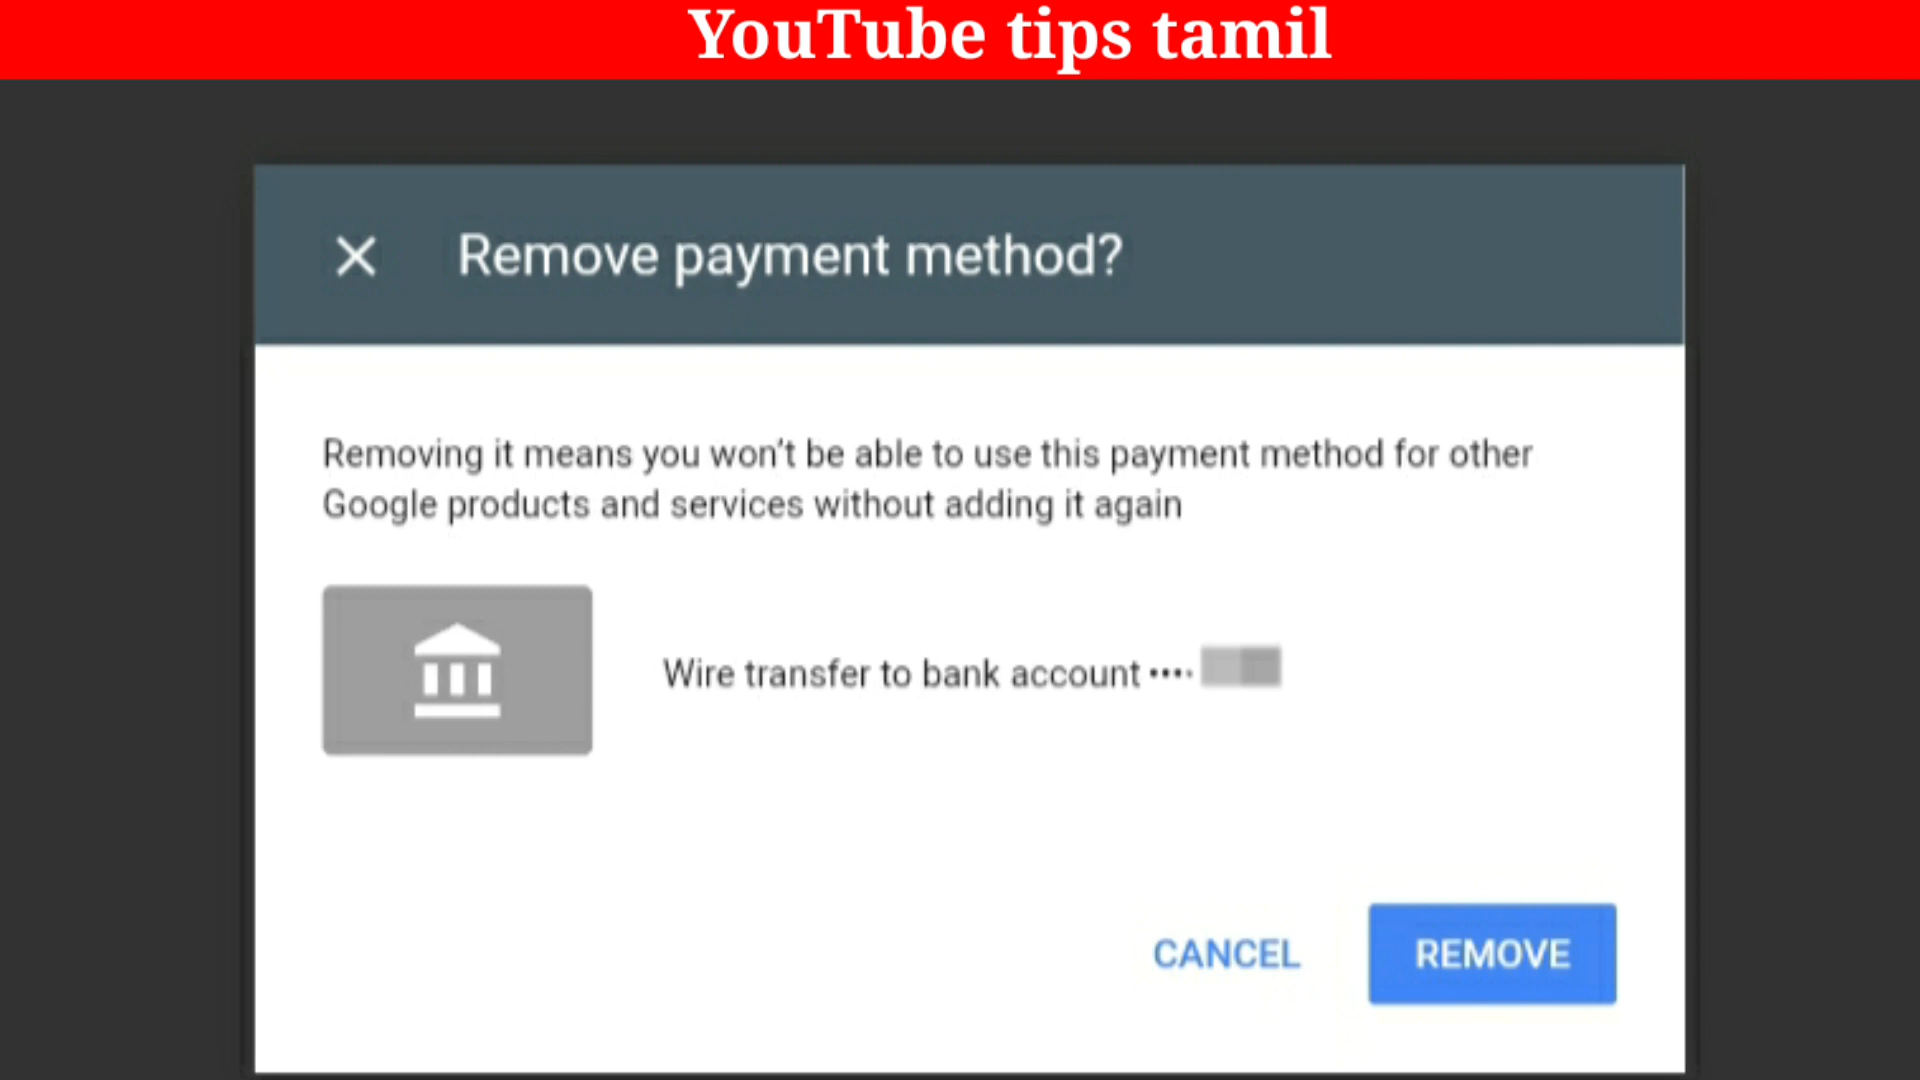 YouTube tips tamil
Remove payment method?
Removing it means you won't be able to use this payment method for other
Google products and services without adding it again
Wire transfer to bank account ••••
CANCEL
REMOVE